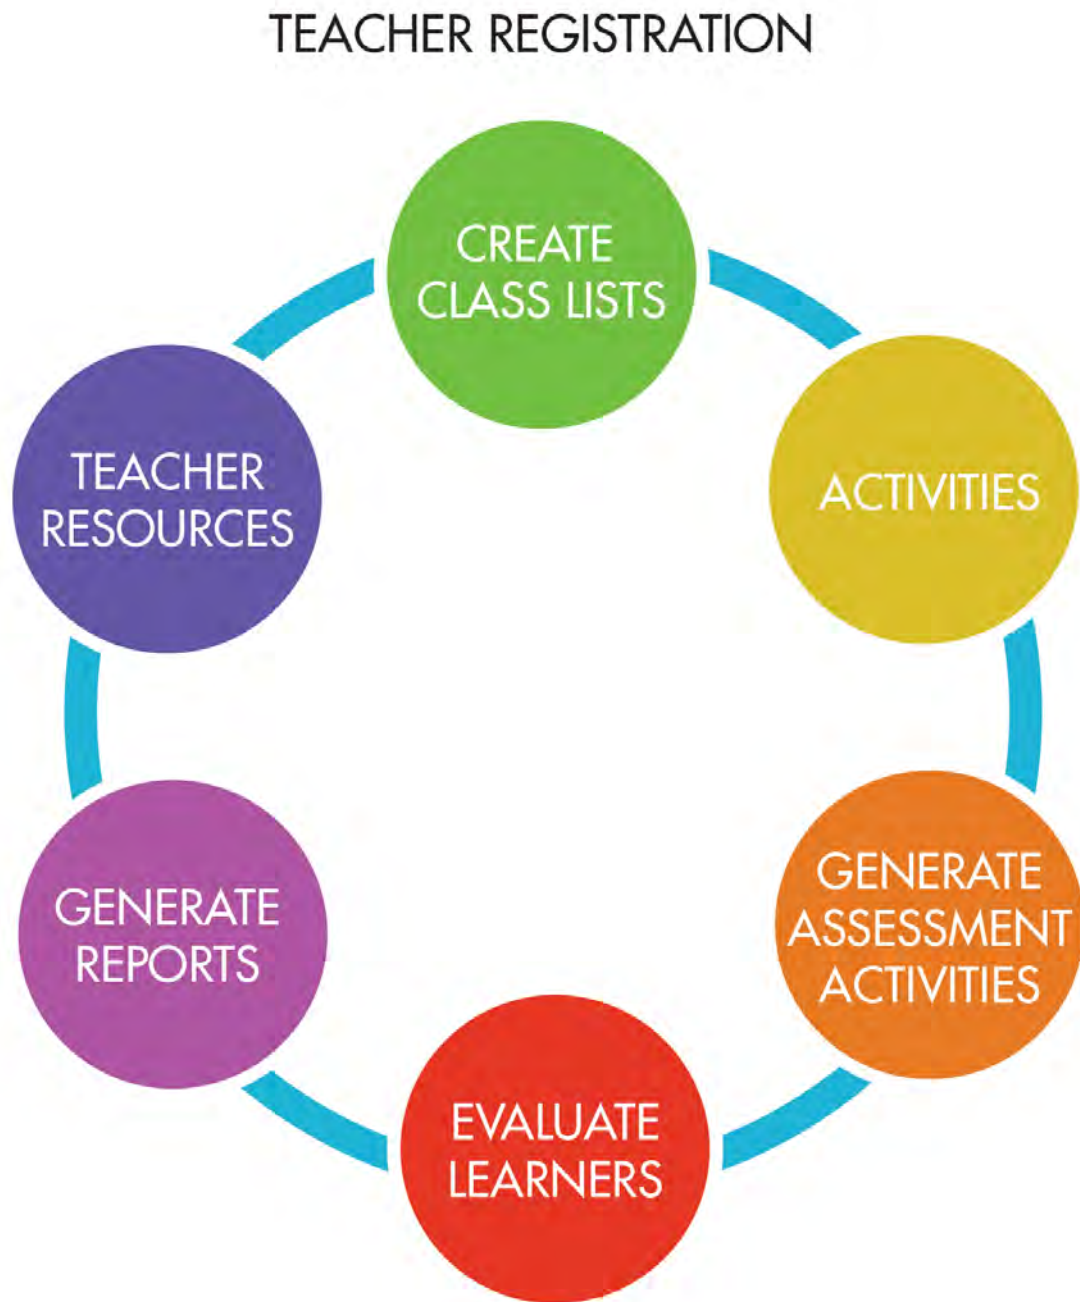 TEACHER REGISTRATION
CREATE
CLASS LISTS
ACTIVITIES
GENERATE
ASSESSMENT
ACTIVITIES
EVALUATE
LEARNERS
GENERATE
REPORTS
TEACHER
RESOURCES